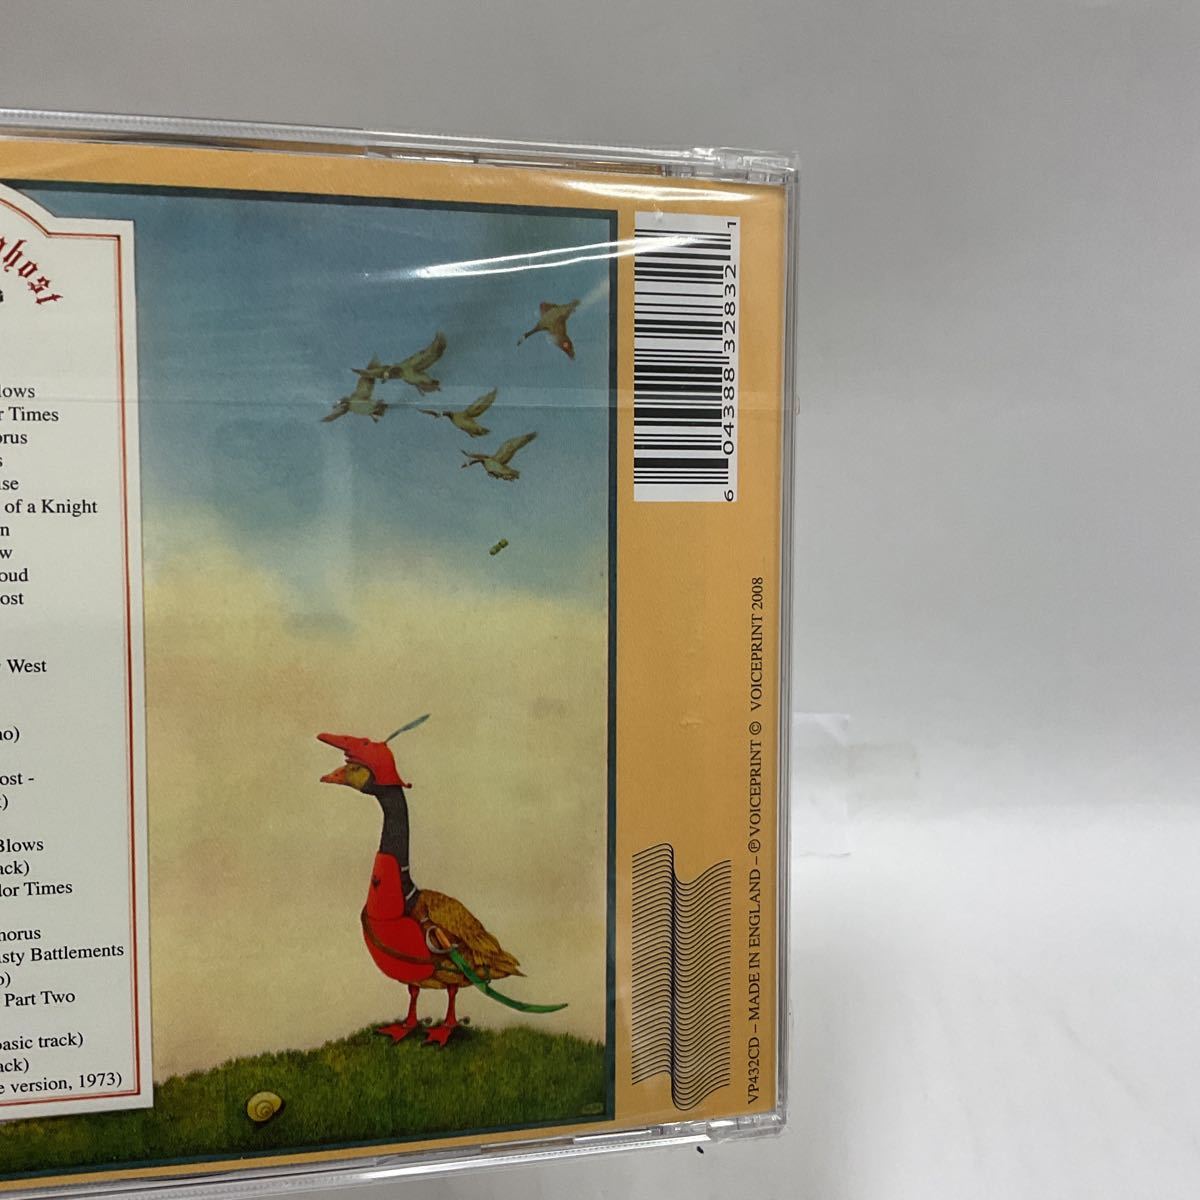 ghost
lows
r Times
orus
s
se
of a Knight
n
w
oud
ost
West
no)
ost -
)
Blows
ack)
lor Times
horus
sty Battlements
o)
Part Two
basic track)
ack)
e version, 1973)
6 04388 32832 1
VP432CD – MADE IN ENGLAND – ℗ VOICEPRINT © VOICEPRINT 2008